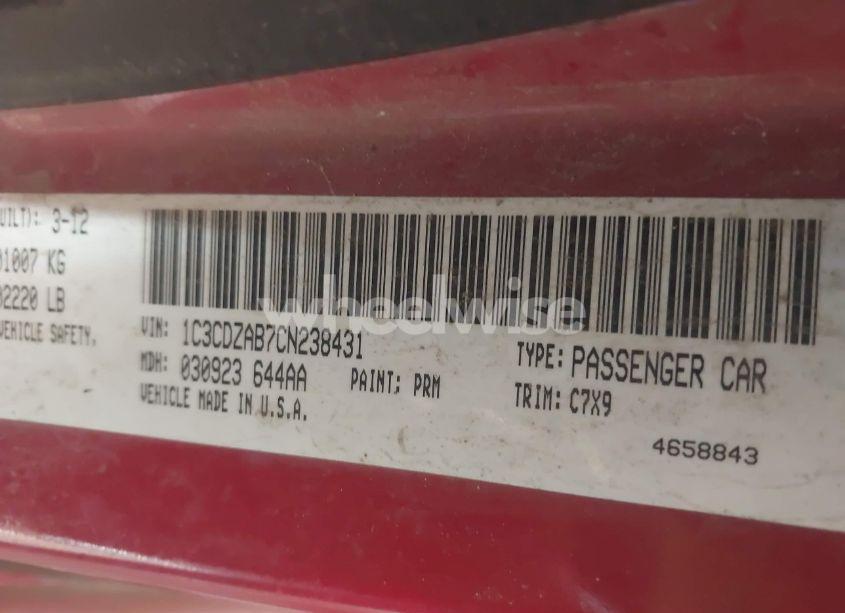 UILT): 3-12
01007 KG
02220 LB
VEHICLE SAFETY,
wheelwise
VIN: 1C3CDZAB7CN238431
TYPE: PASSENGER CAR
MDH: 030923 644AA
PAINT: PRM
TRIM: C7X9
VEHICLE MADE IN U.S.A.
4658843